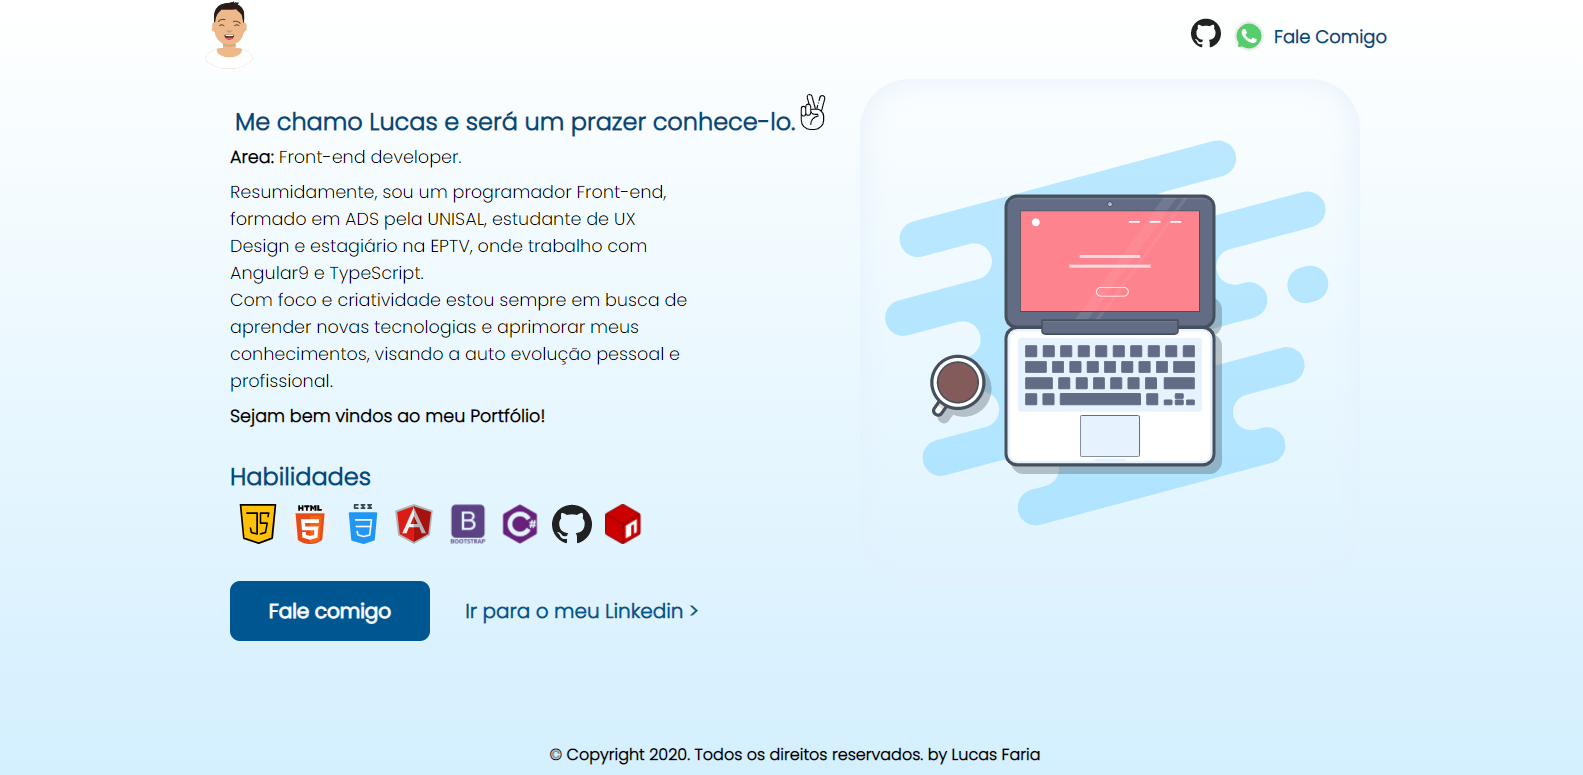 Fale Comigo
Me chamo Lucas e será um prazer conhece-lo.
Area: Front-end developer.
Resumidamente, sou um programador Front-end,
formado em ADS pela UNISAL, estudante de UX
Design e estagiário na EPTV, onde trabalho com
Angular9 e TypeScript.
Com foco e criatividade estou sempre em busca de
aprender novas tecnologias e aprimorar meus
conhecimentos, visando a auto evolução pessoal e
profissional.
Sejam bem vindos ao meu Portfólio!
Habilidades
JS HTML 5 CSS 3 A B BOOTSTRAP C# n
Fale comigo Ir para o meu Linkedin >
© Copyright 2020. Todos os direitos reservados. by Lucas Faria